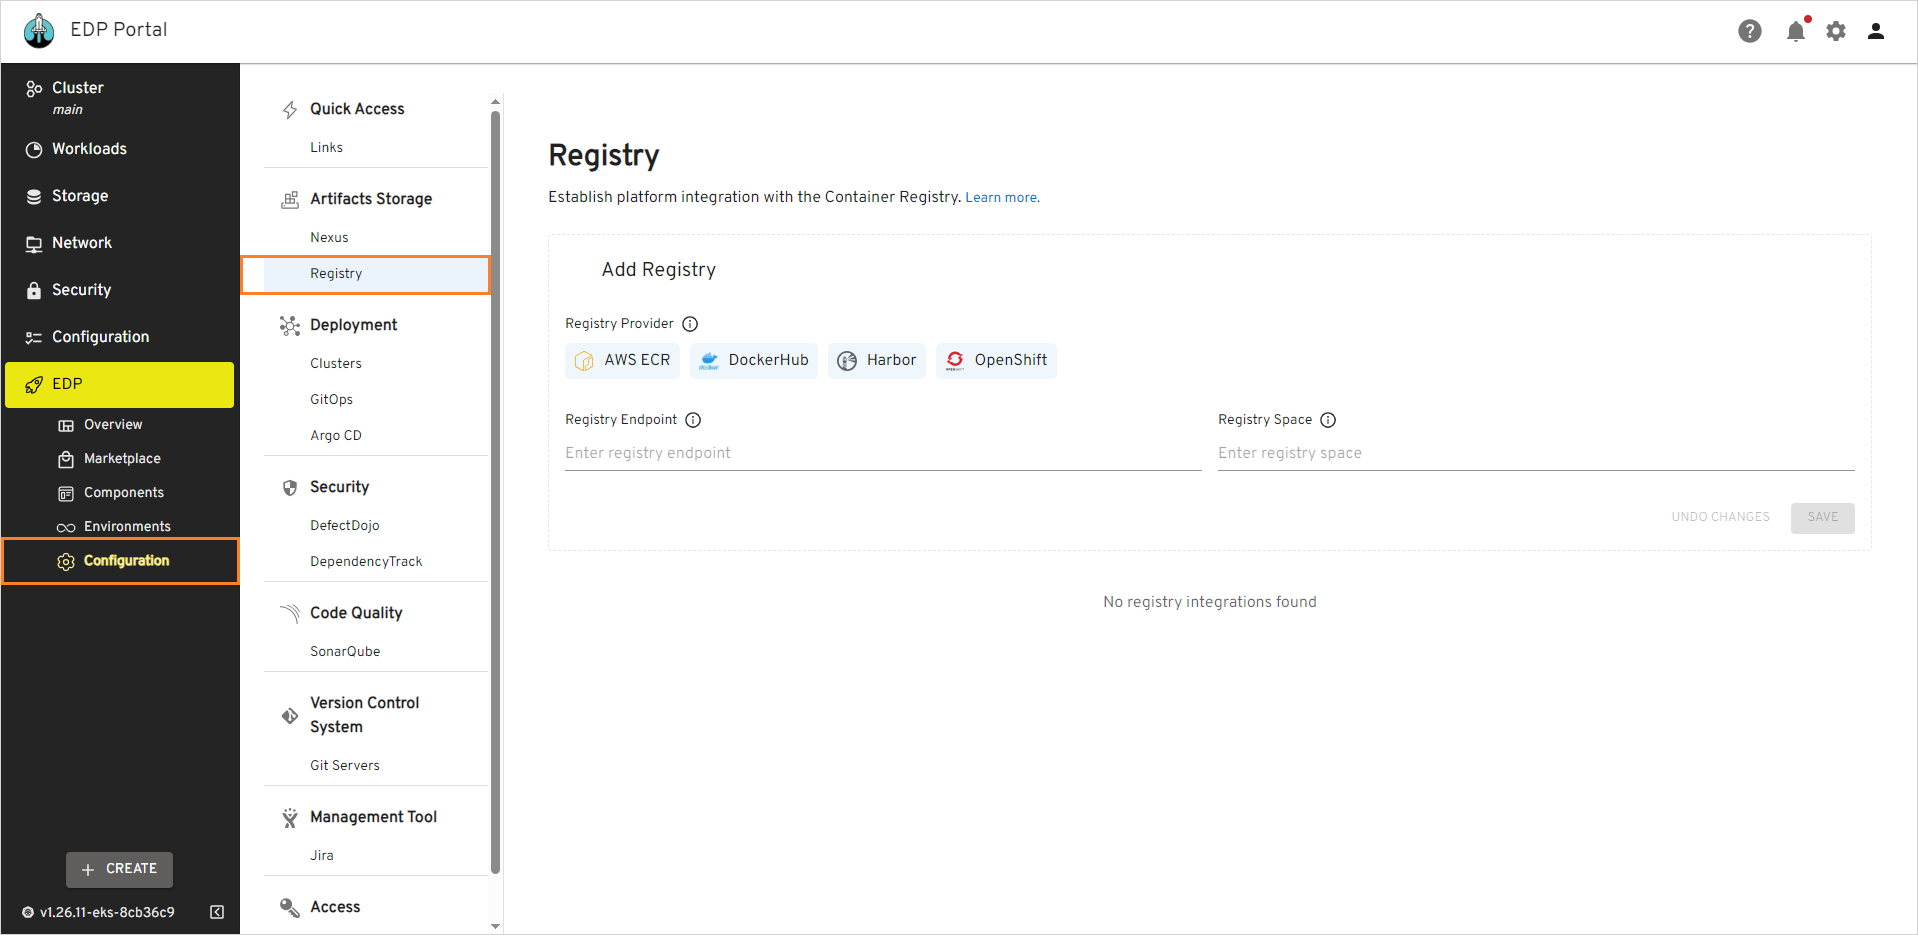 EDP Portal
Cluster
main
Workloads
Storage
Network
Security
Configuration
EDP
Overview
Marketplace
Components
Environments
Configuration
CREATE
v1.26.11-eks-8cb36c9
Quick Access
Links
Artifacts Storage
Nexus
Registry
Deployment
Clusters
GitOps
Argo CD
Security
DefectDojo
DependencyTrack
Code Quality
SonarQube
Version Control
System
Git Servers
Management Tool
Jira
Access
Registry
Establish platform integration with the Container Registry. Learn more.
Add Registry
Registry Provider
AWS ECR DockerHub Harbor OpenShift
Registry Endpoint Registry Space
Enter registry endpoint Enter registry space
UNDO CHANGES SAVE
No registry integrations found